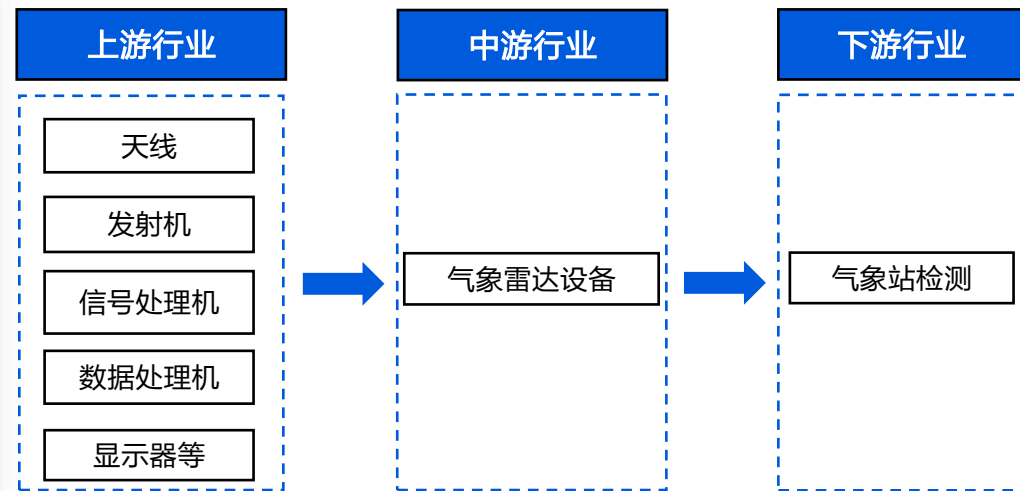 上游行业
中游行业
下游行业
天线
发射机
信号处理机
数据处理机
显示器等
气象雷达设备
气象站检测